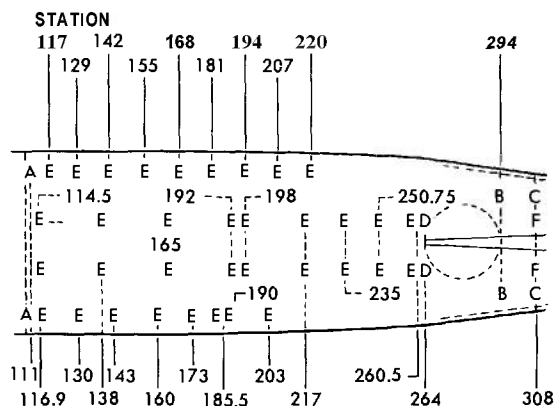 STATION
117 142 168 194 220 294
129 155 181 207
A E E E E E E E E E
B C
114.5 192 198 250.75
E E E E E E E E E E D F
165
E E E E E E E E E E D F
190 235 B C
A E E E E E E E E
111 130 143 173 203 260.5
116.9 138 160 185.5 217 264 308